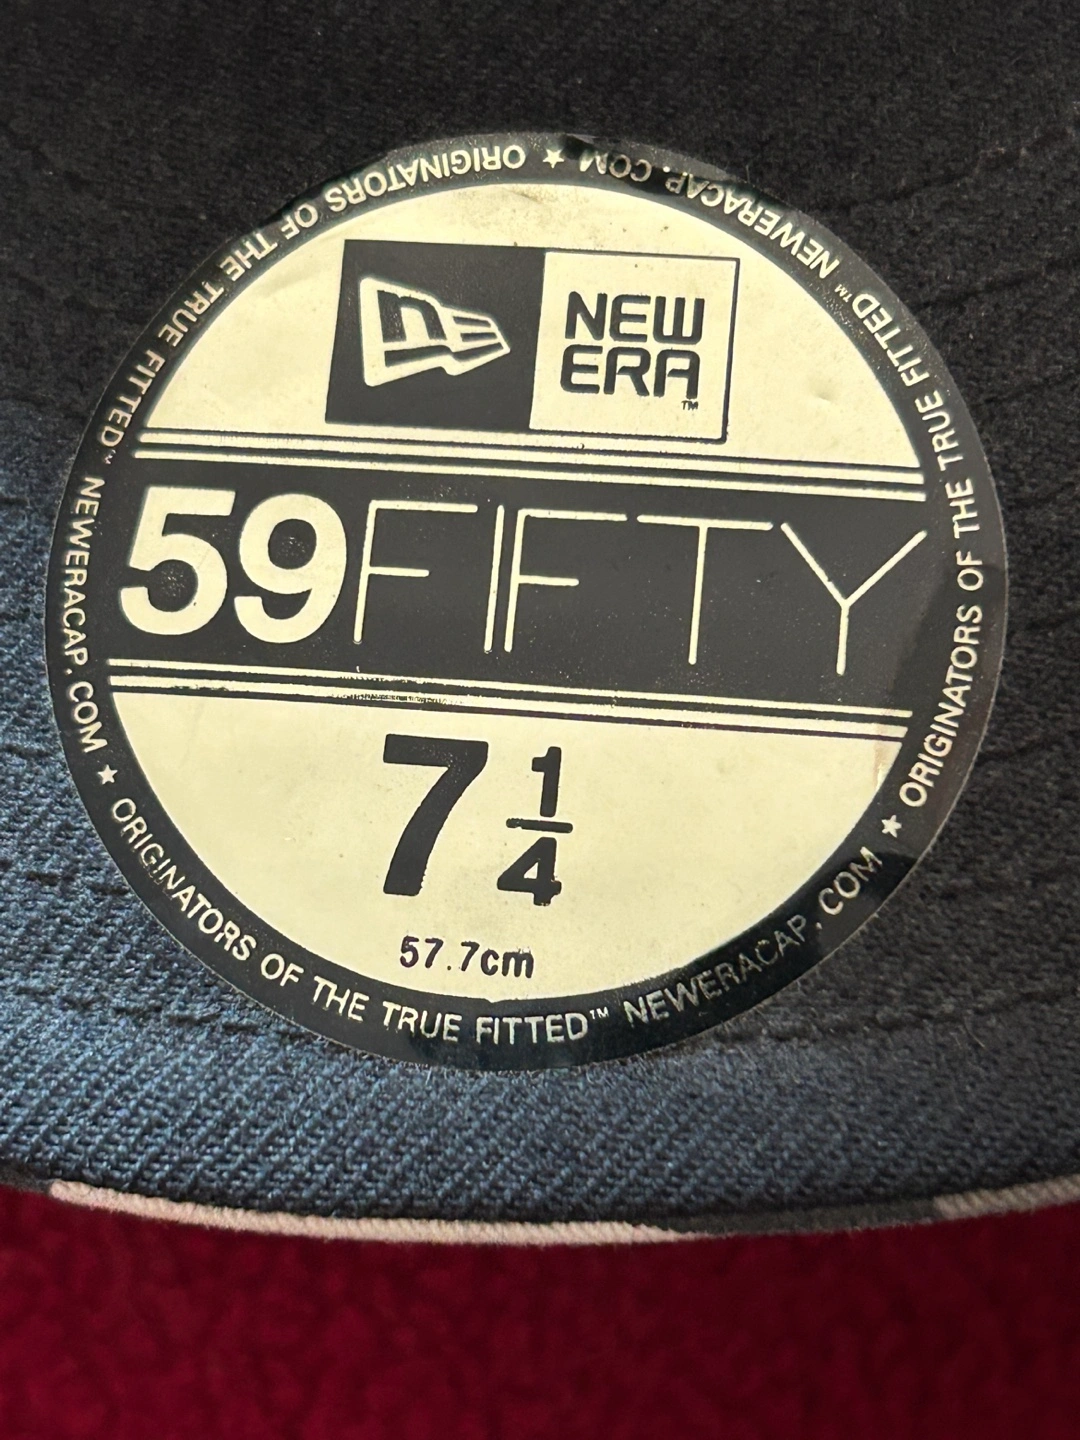 NEW
ERA™
59FIFTY
7 1/4
57.7cm
ORIGINATORS OF THE TRUE FITTED™ NEWERACAP.COM ★ ORIGINATORS OF THE TRUE FITTED™ NEWERACAP.COM ★ ORIGINATORS OF THE TRUE FITTED™ NEWERACAP.COM ★